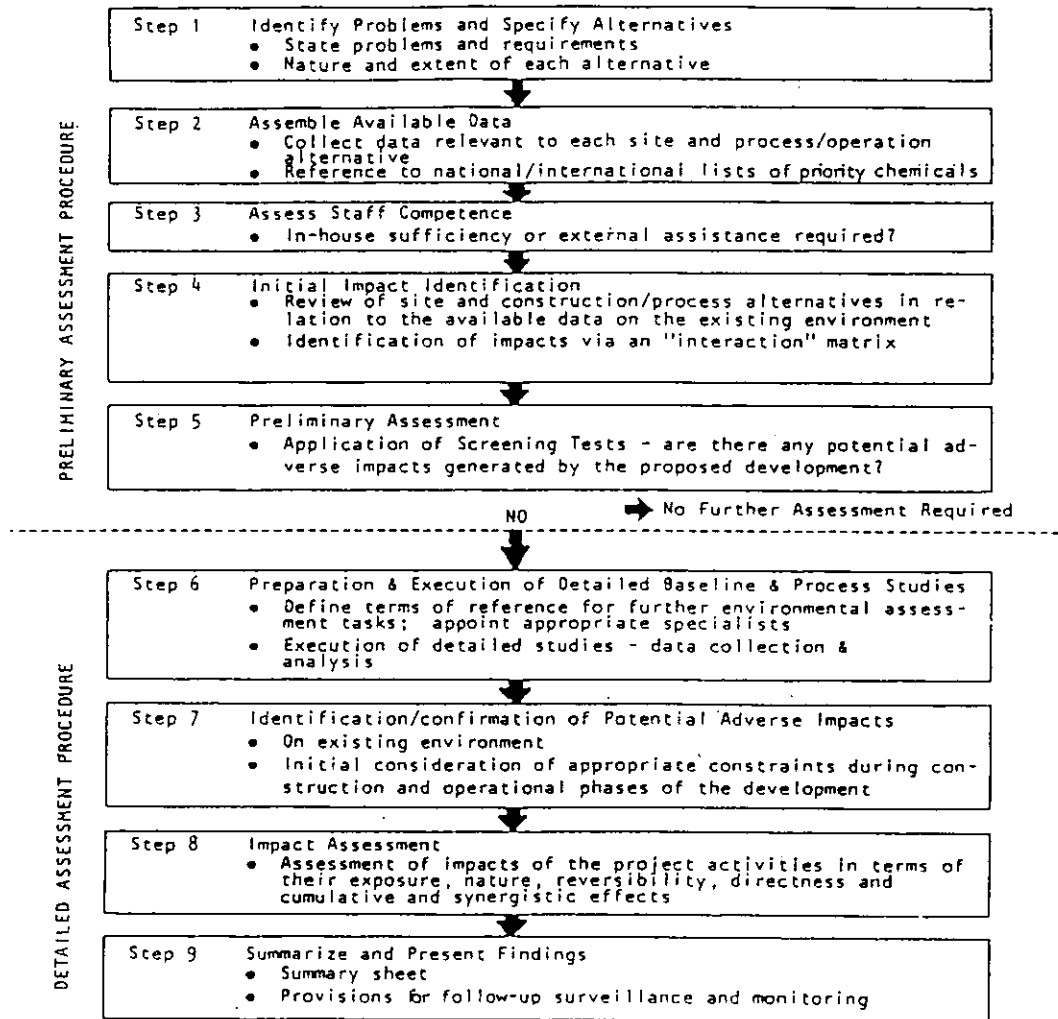 PRELIMINARY ASSESSMENT PROCEDURE
Step 1 Identify Problems and Specify Alternatives
• State problems and requirements
• Nature and extent of each alternative
Step 2 Assemble Available Data
• Collect data relevant to each site and process/operation
alternative
• Reference to national/international lists of priority chemicals
Step 3 Assess Staff Competence
• In-house sufficiency or external assistance required?
Step 4 Initial Impact Identification
• Review of site and construction/process alternatives in re-
lation to the available data on the existing environment
• Identification of impacts via an "interaction" matrix
Step 5 Preliminary Assessment
• Application of Screening Tests - are there any potential ad-
verse impacts generated by the proposed development?
NO
No Further Assessment Required
DETAILED ASSESSMENT PROCEDURE
Step 6 Preparation & Execution of Detailed Baseline & Process Studies
• Define terms of reference for further environmental assess-
ment tasks; appoint appropriate specialists
• Execution of detailed studies - data collection &
analysis
Step 7 Identification/confirmation of Potential Adverse Impacts
• On existing environment
• Initial consideration of appropriate constraints during con-
struction and operational phases of the development
Step 8 Impact Assessment
• Assessment of impacts of the project activities in terms of
their exposure, nature, reversibility, directness and
cumulative and synergistic effects
Step 9 Summarize and Present Findings
• Summary sheet
• Provisions for follow-up surveillance and monitoring